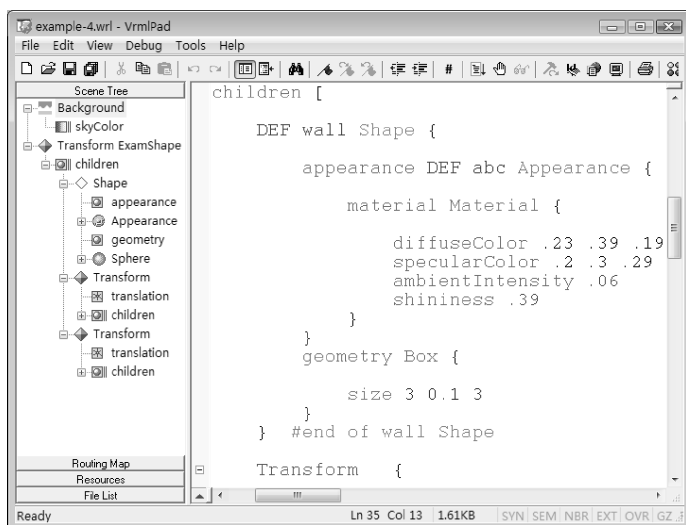 example-4.wrl - VrmlPad
File Edit View Debug Tools Help
Scene Tree
Background
skyColor
Transform ExamShape
children
Shape
appearance
Appearance
geometry
Sphere
Transform
translation
children
Transform
translation
children
Routing Map
Resources
File List
children [
DEF wall Shape {
appearance DEF abc Appearance {
material Material {
diffuseColor .23 .39 .19
specularColor .2 .3 .29
ambientIntensity .06
shininess .39
}
}
geometry Box {
size 3 0.1 3
}
} #end of wall Shape
Transform {
Ready Ln 35 Col 13 1.61KB SYN SEM NBR EXT OVR GZ